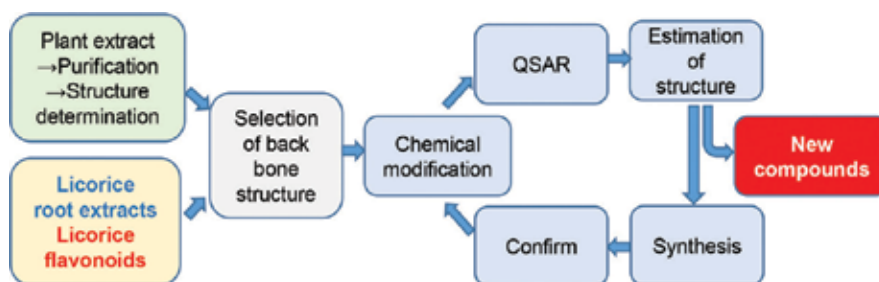 Plant extract
→Purification
→Structure
determination
Licorice
root extracts
Licorice
flavonoids
Selection
of back
bone
structure
Chemical
modification
QSAR
Estimation
of
structure
New
compounds
Synthesis
Confirm